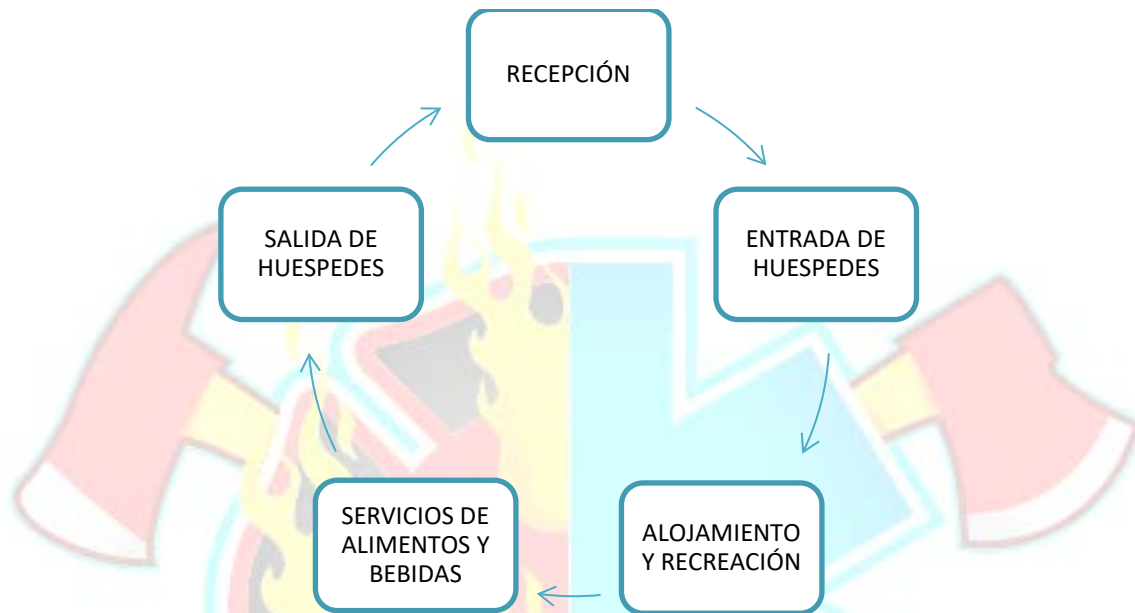 RECEPCIÓN
ENTRADA DE
HUESPEDES
ALOJAMIENTO
Y RECREACIÓN
SERVICIOS DE
ALIMENTOS Y
BEBIDAS
SALIDA DE
HUESPEDES